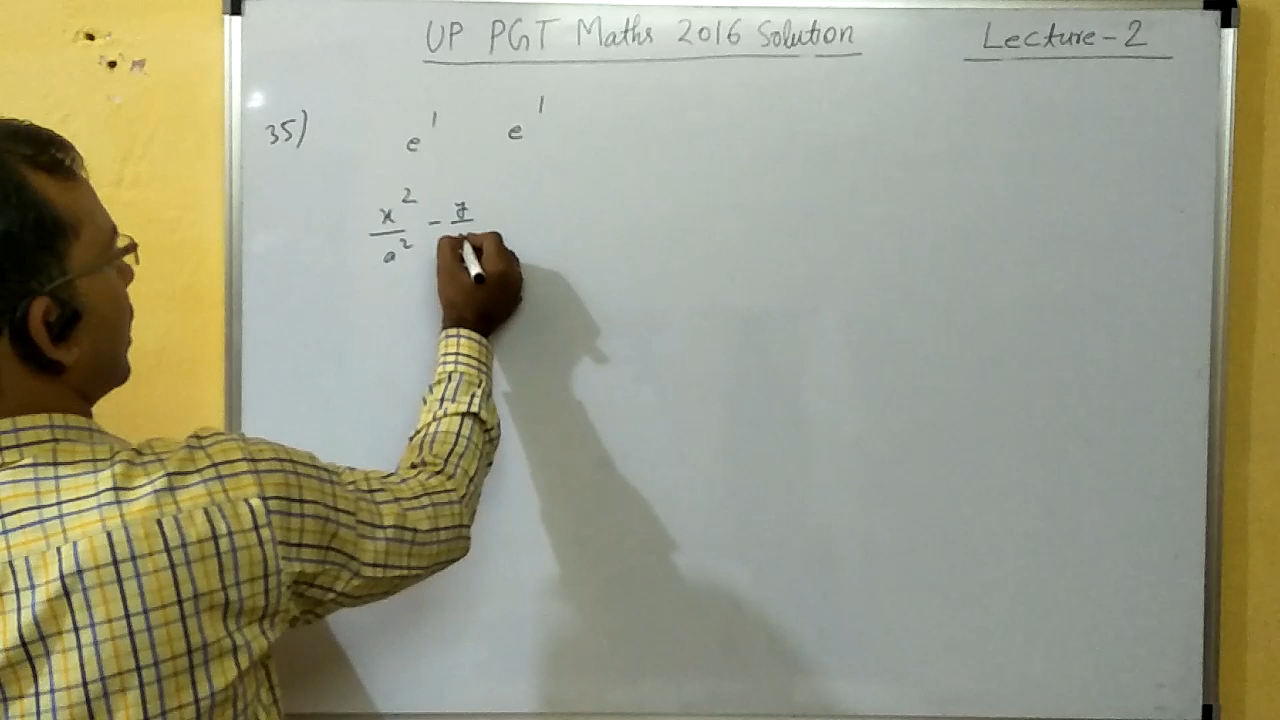 UP PGT Maths 2016 Solution
Lecture-2
35) e' e'
x²/a² - y/